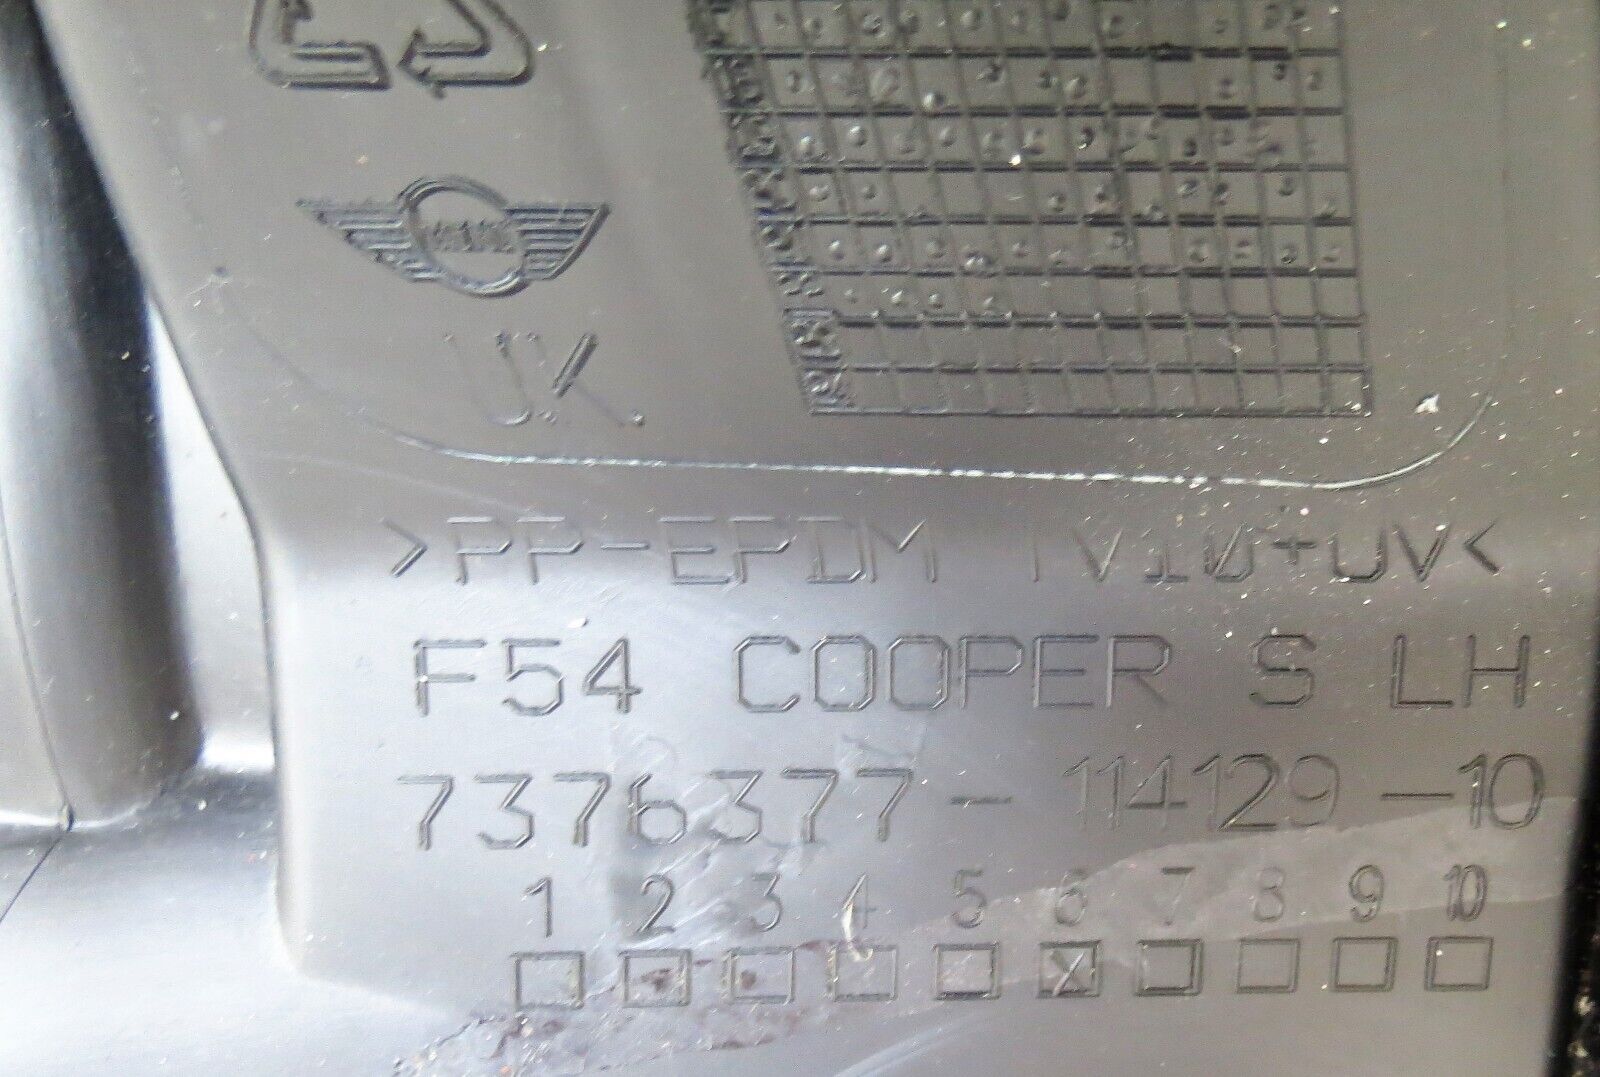 MINI
U.K.
>PP-EPDM TV10+UV<
F54 COOPER S LH
7376377-114129-10
1 2 3 4 5 6 7 8 9 10
X